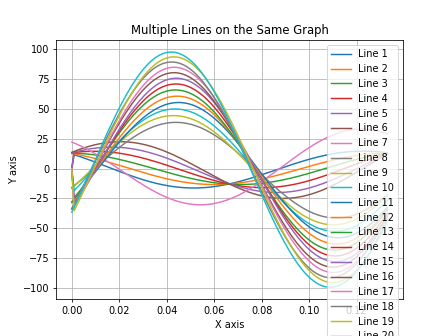 Multiple Lines on the Same Graph
Y axis
100
75
50
25
0
−25
−50
−75
−100
0.00
0.02
0.04
0.06
0.08
0.10
X axis
Line 1
Line 2
Line 3
Line 4
Line 5
Line 6
Line 7
Line 8
Line 9
Line 10
Line 11
Line 12
Line 13
Line 14
Line 15
Line 16
Line 17
Line 18
Line 19
Line 20